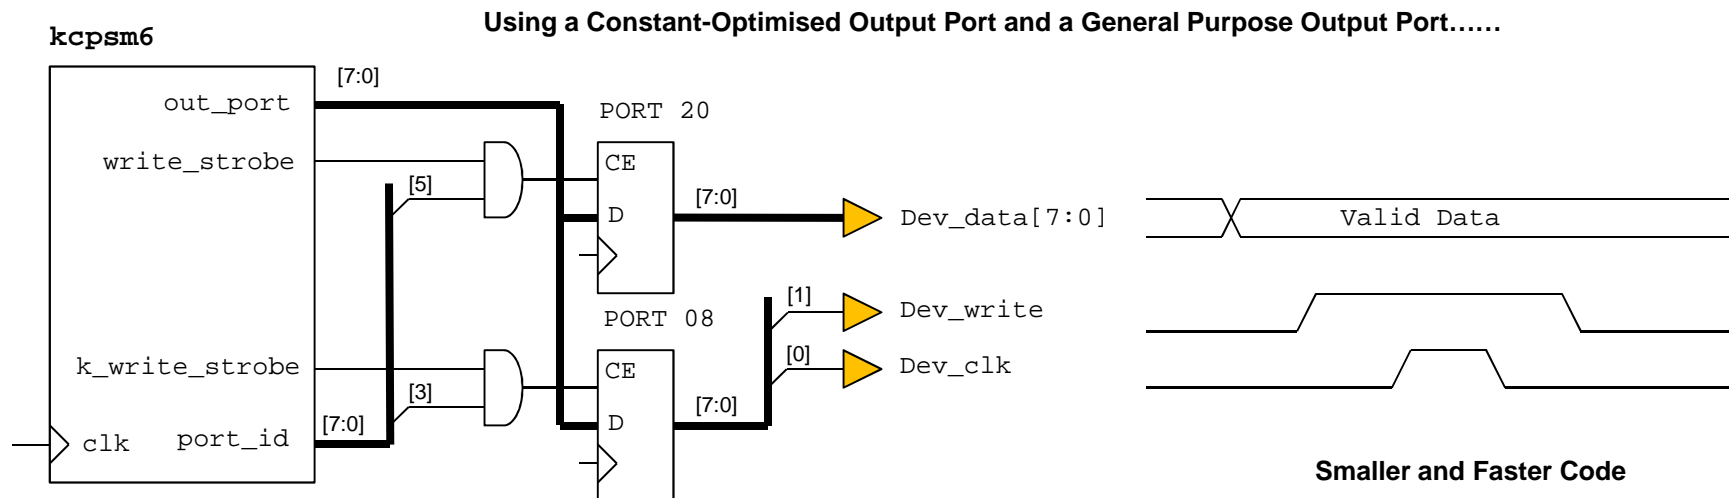 Using a Constant-Optimised Output Port and a General Purpose Output Port……
kcpsm6
[7:0]
out_port
PORT 20
write_strobe
CE
[5]
[7:0]
D
Dev_data[7:0]
Valid Data
[1]
Dev_write
PORT 08
[0]
k_write_strobe
CE
Dev_clk
[3]
[7:0]
[7:0]
D
clk
port_id
Smaller and Faster Code